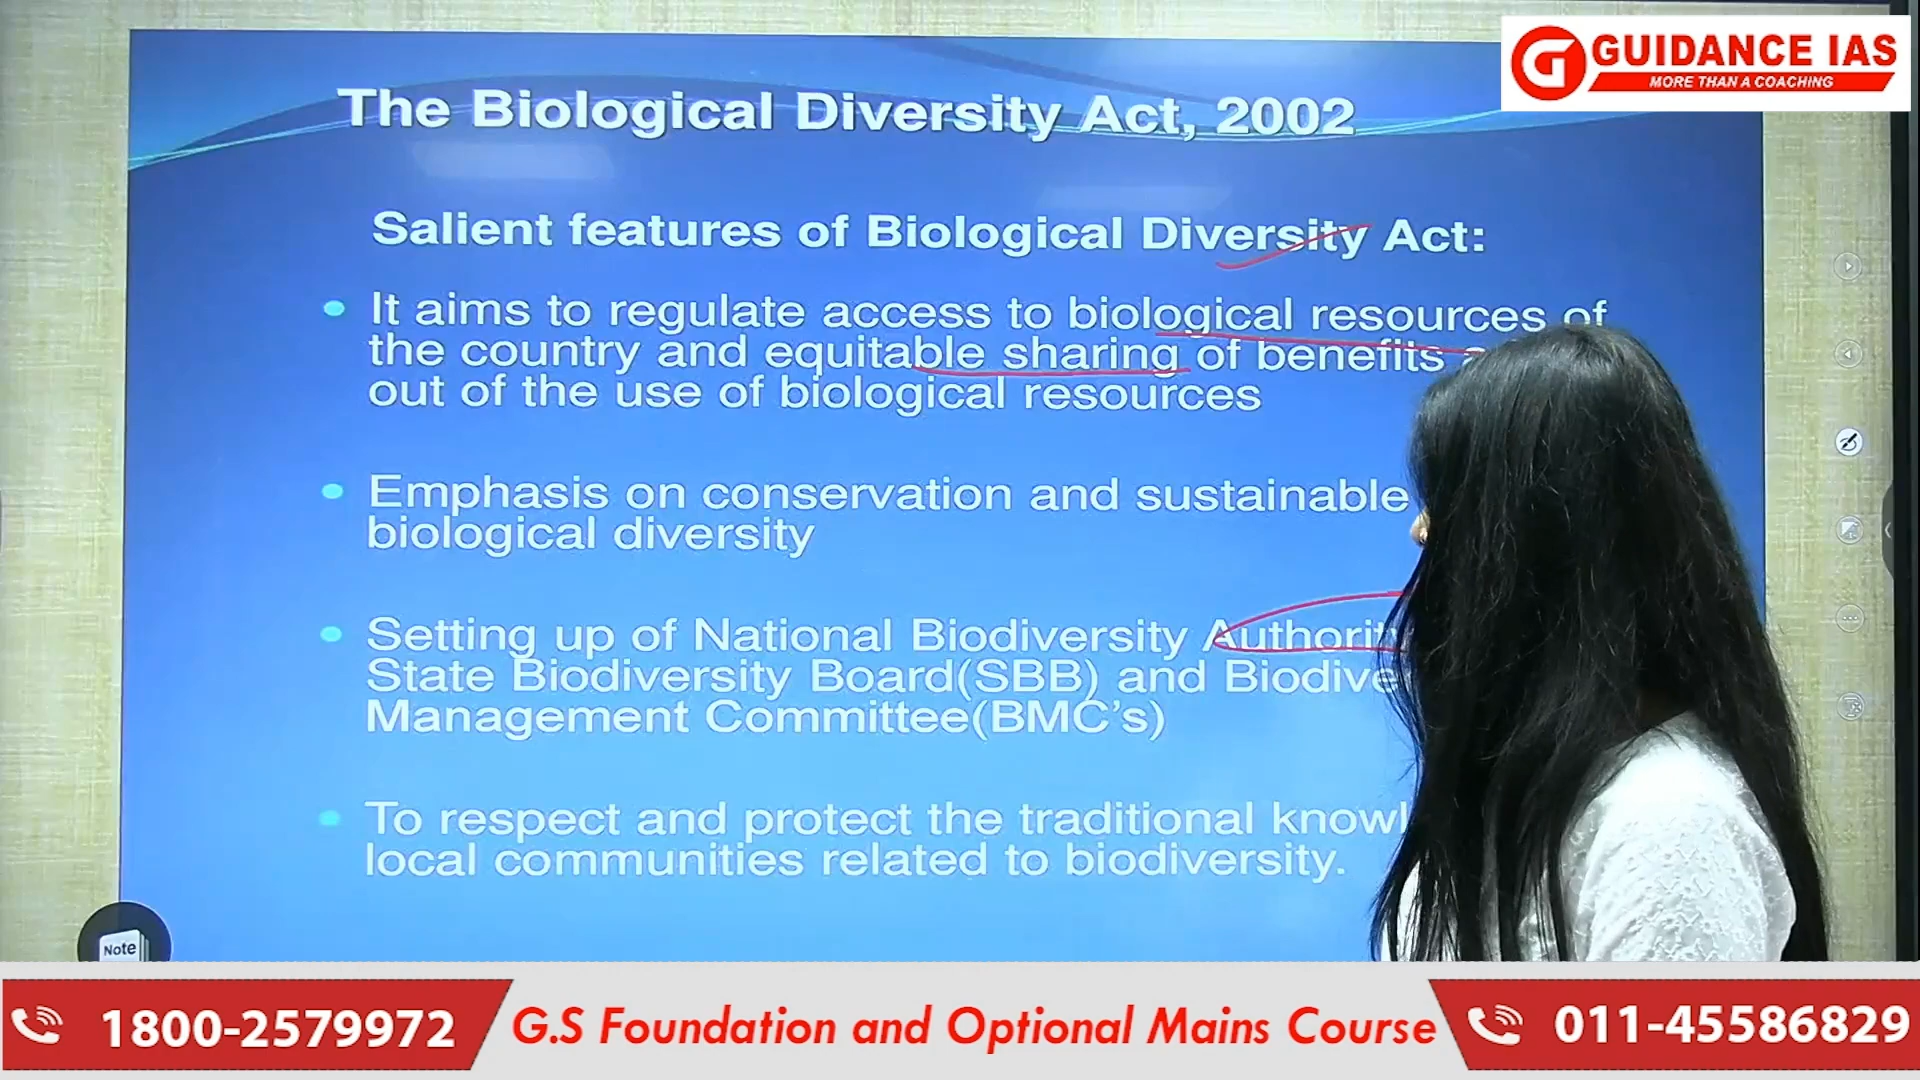 GUIDANCE IAS
MORE THAN A COACHING
The Biological Diversity Act, 2002
Salient features of Biological Diversity Act:
It aims to regulate access to biological resources of
the country and equitable sharing of benefits
out of the use of biological resources
Emphasis on conservation and sustainable
biological diversity
Setting up of National Biodiversity Authority
State Biodiversity Board(SBB) and
Management Committee(BMC's)
To respect and protect the traditional
local communities related to biodiversity.
Note
1800-2579972
G.S Foundation and Optional Mains Course
011-45586829